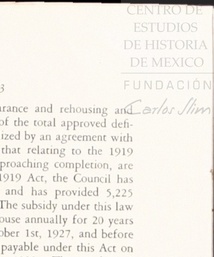 CENTRO DE
ESTUDIOS
DE HISTORIA
DE MEXICO
FUNDACIÓN
Carlos Slim
3
arance and rehousing and
of the total approved defi-
ized by an agreement with
that relating to the 1919
proaching completion, are
1919 Act, the Council has
and has provided 5,225
The subsidy under this law
ouse annually for 20 years
ober 1st, 1927, and before
payable under this Act on